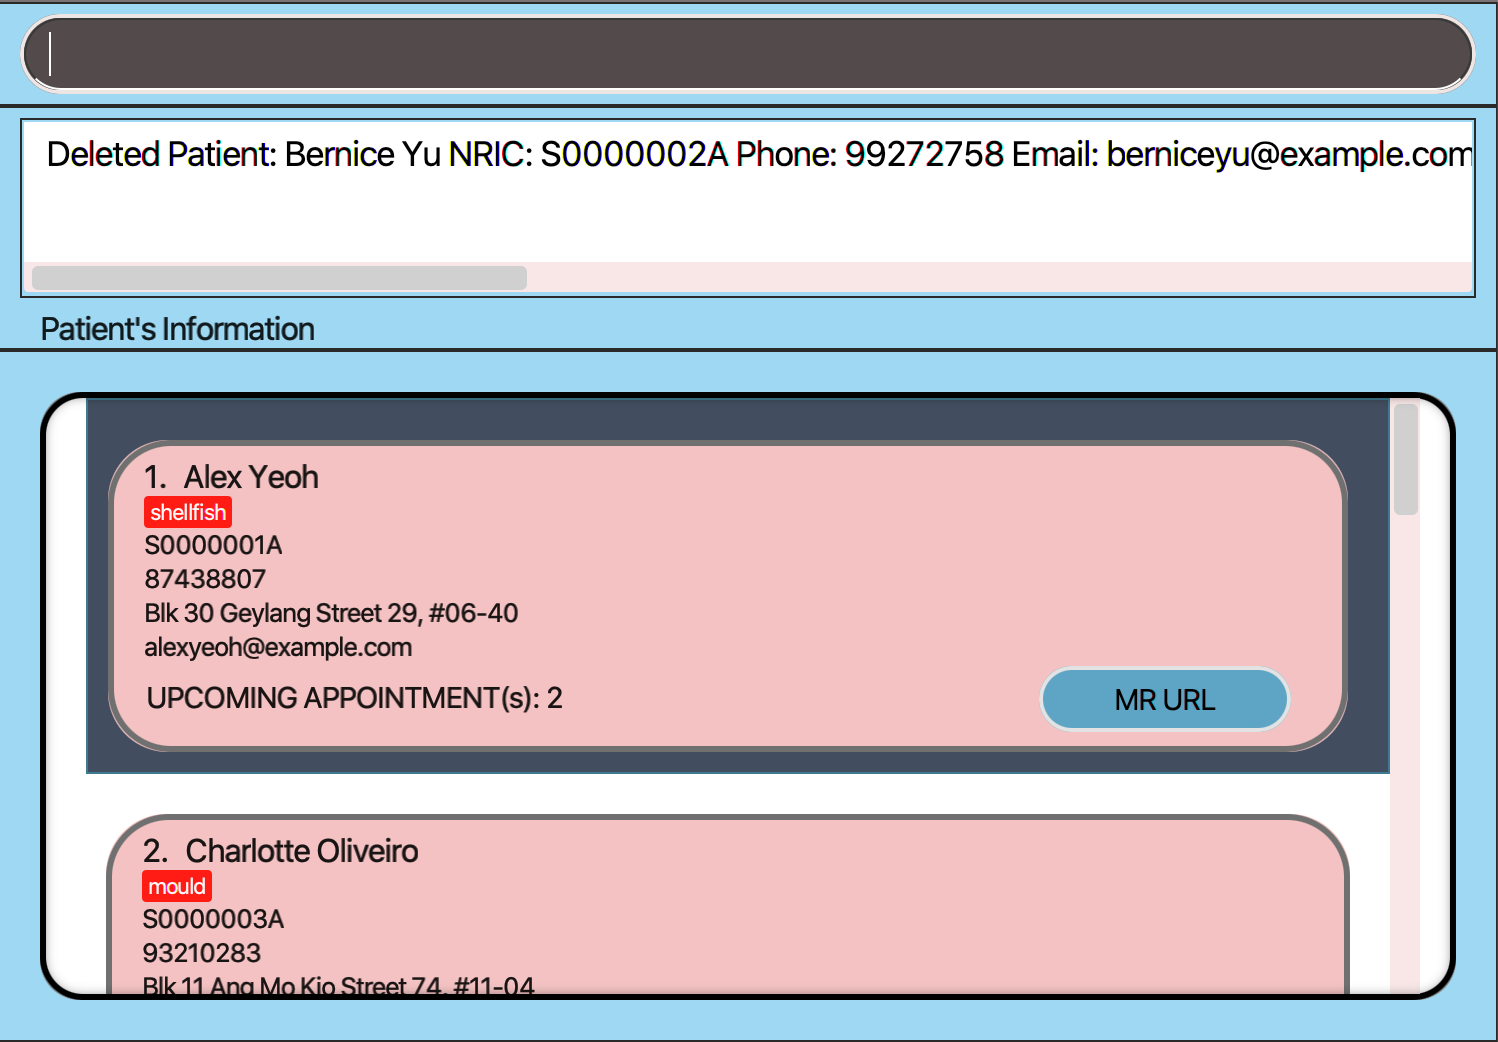 Deleted Patient: Bernice Yu NRIC: S0000002A Phone: 99272758 Email: berniceyu@example.com
Patient's Information
1. Alex Yeoh
shellfish
S0000001A
87438807
Blk 30 Geylang Street 29, #06-40
alexyeoh@example.com
UPCOMING APPOINTMENT(s): 2
MR URL
2. Charlotte Oliveiro
mould
S0000003A
93210283
Blk 11 Ang Mo Kio Street 74, #11-04